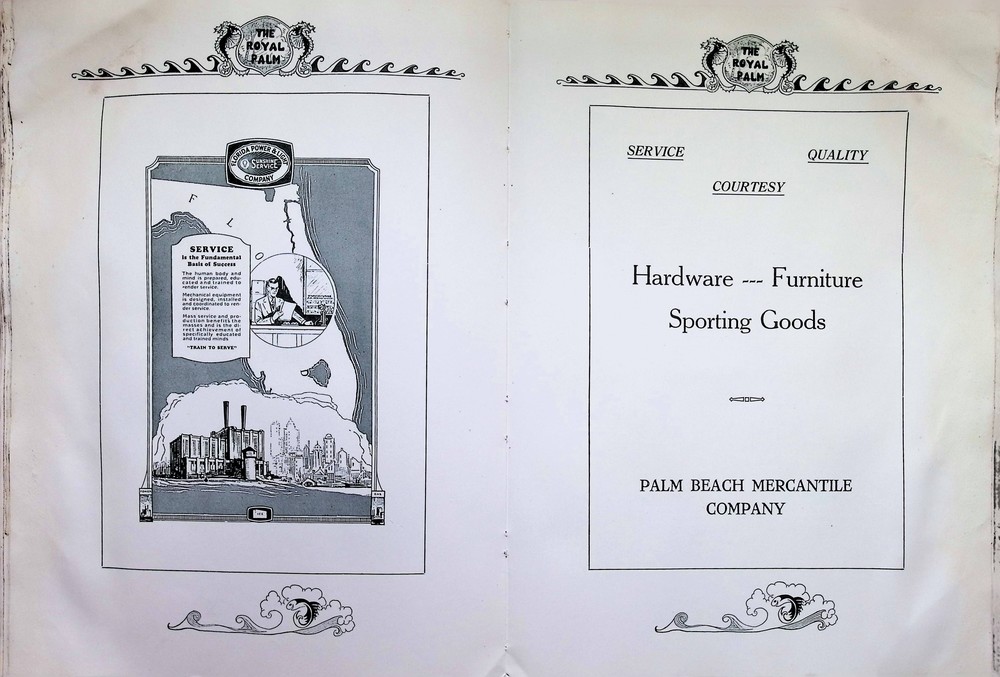 THE
ROYAL
PALM
FLORIDA POWER & LIGHT
SUNSHINE
SERVICE
COMPANY
F L O
SERVICE
is the Fundamental
Basis of Success
The human body and
mind is prepared, edu-
cated and trained to
render service.
Mechanical equipment
is designed, installed
and coordinated to ren-
der service.
Mass service and pro-
duction benefits the
masses and is the di-
rect achievement of
specifically educated
and trained minds
"TRAIN TO SERVE"
THE
ROYAL
PALM
SERVICE QUALITY
COURTESY
Hardware --- Furniture
Sporting Goods
PALM BEACH MERCANTILE
COMPANY